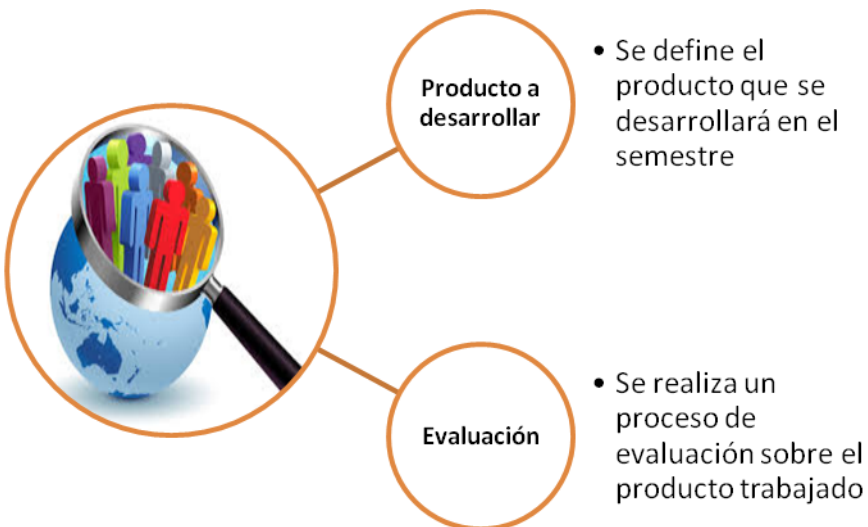 Producto a
desarrollar
• Se define el
producto que se
desarrollará en el
semestre
Evaluación
• Se realiza un
proceso de
evaluación sobre el
producto trabajado